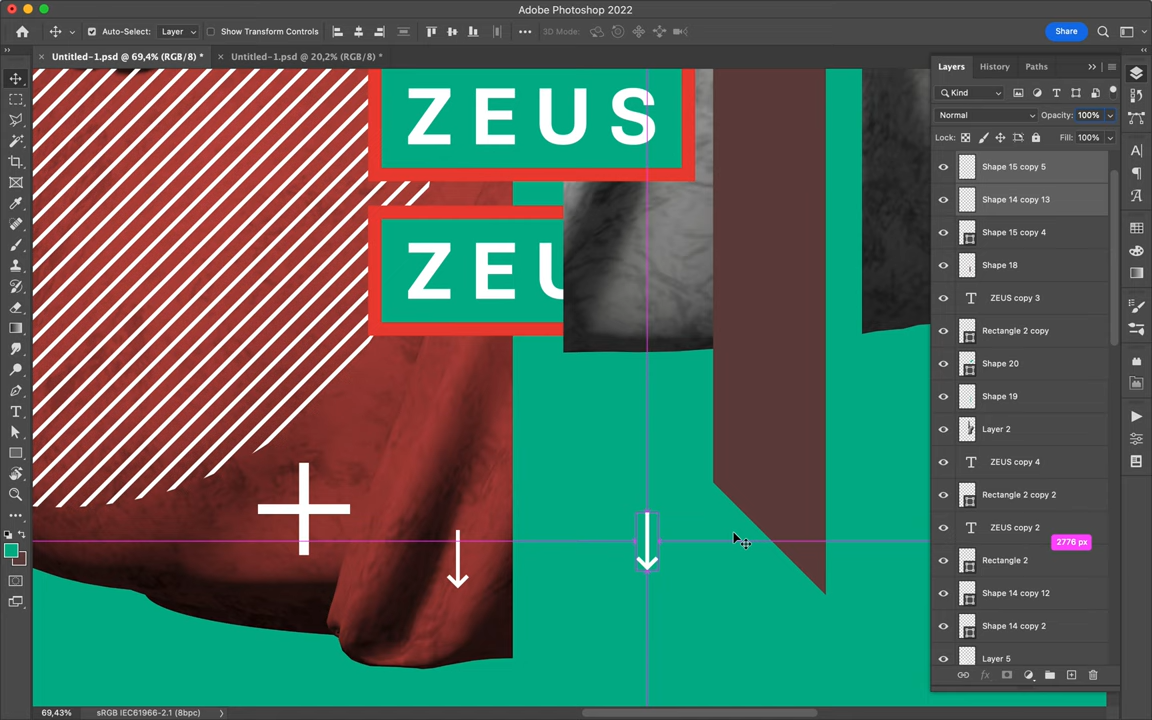 Adobe Photoshop 2022
Auto-Select:
Layer
Show Transform Controls
3D Mode:
Share
Untitled-1.psd @ 69,4% (RGB/8) *
Untitled-1.psd @ 20,2% (RGB/8) *
Layers
History
Paths
Kind
Normal
Opacity: 100%
Lock:
Fill: 100%
Shape 15 copy 5
Shape 14 copy 13
Shape 15 copy 4
Shape 18
ZEUS copy 3
Rectangle 2 copy
Shape 20
Shape 19
Layer 2
ZEUS copy 4
Rectangle 2 copy 2
ZEUS copy 2
2776 px
Rectangle 2
Shape 14 copy 12
Shape 14 copy 2
Layer 5
ZEUS
ZEU
69,43%
sRGB IEC61966-2.1 (8bpc)